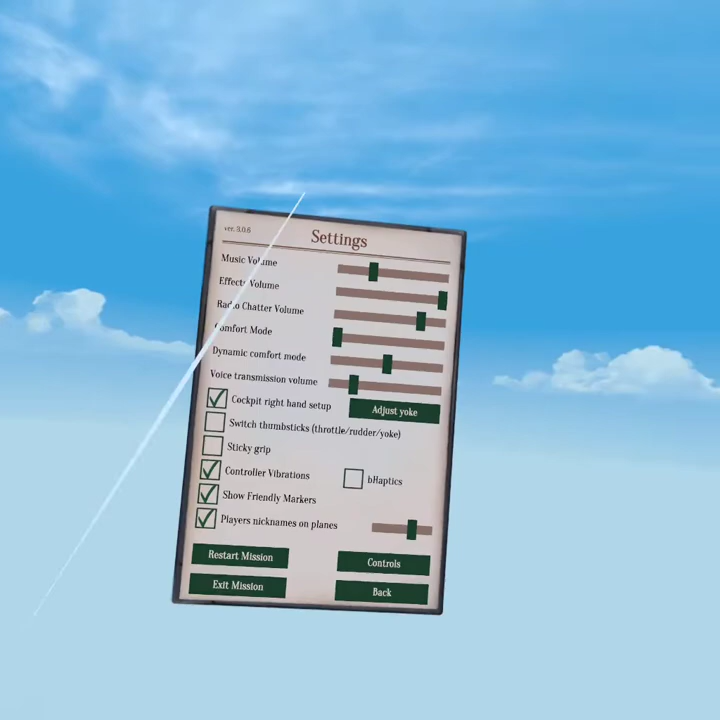 ver. 3.0.6
Settings
Music Volume
Effects Volume
Radio Chatter Volume
Comfort Mode
Dynamic comfort mode
Voice transmission volume
Cockpit right hand setup
Adjust yoke
Switch thumbsticks (throttle/rudder/yoke)
Sticky grip
Controller Vibrations
bHaptics
Show Friendly Markers
Players nicknames on planes
Restart Mission
Controls
Exit Mission
Back